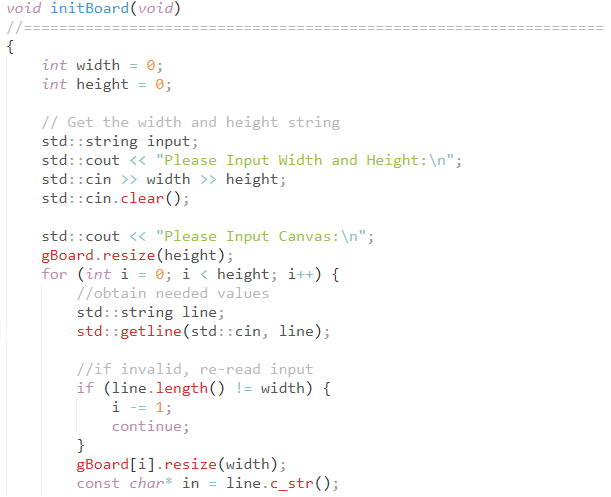 void initBoard(void)
//==================================================================
{
    int width = 0;
    int height = 0;

    // Get the width and height string
    std::string input;
    std::cout << "Please Input Width and Height:\n";
    std::cin >> width >> height;
    std::cin.clear();

    std::cout << "Please Input Canvas:\n";
    gBoard.resize(height);
    for (int i = 0; i < height; i++) {
        //obtain needed values
        std::string line;
        std::getline(std::cin, line);

        //if invalid, re-read input
        if (line.length() != width) {
            i -= 1;
            continue;
        }
        gBoard[i].resize(width);
        const char* in = line.c_str();